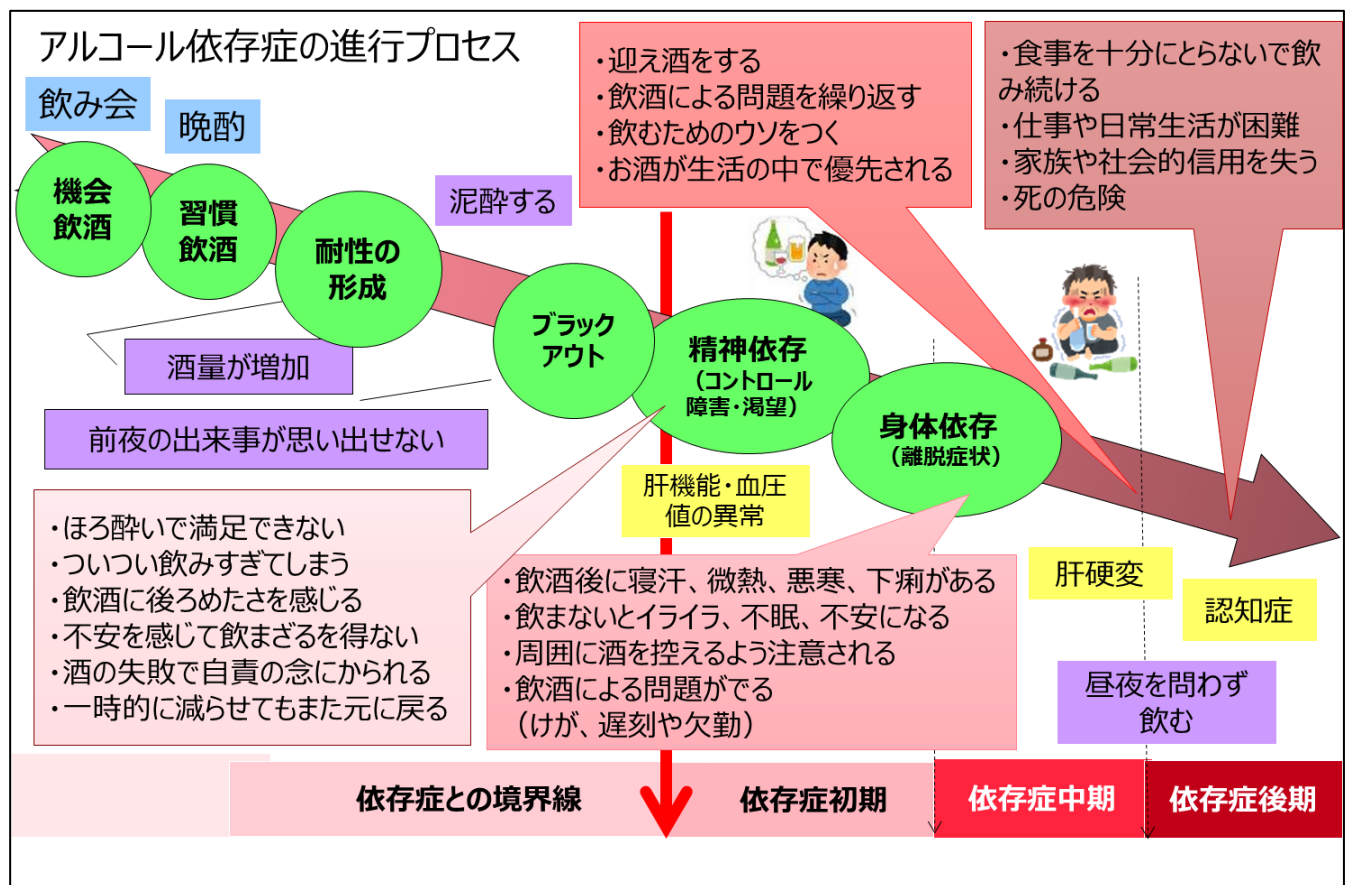 アルコール依存症の進行プロセス
飲み会
晩酌
機会
飲酒
習慣
飲酒
耐性の
形成
泥酔する
ブラック
アウト
酒量が増加
前夜の出来事が思い出せない
・迎え酒をする
・飲酒による問題を繰り返す
・飲むためのウソをつく
・お酒が生活の中で優先される
・食事を十分にとらないで飲
み続ける
・仕事や日常生活が困難
・家族や社会的信用を失う
・死の危険
精神依存
（コントロール
障害・渇望）
身体依存
（離脱症状）
肝機能・血圧
値の異常
・ほろ酔いで満足できない
・ついつい飲みすぎてしまう
・飲酒に後ろめたさを感じる
・不安を感じて飲まざるを得ない
・酒の失敗で自責の念にかられる
・一時的に減らせてもまた元に戻る
・飲酒後に寝汗、微熱、悪寒、下痢がある
・飲まないとイライラ、不眠、不安になる
・周囲に酒を控えるよう注意される
・飲酒による問題がでる
（けが、遅刻や欠勤）
肝硬変
認知症
昼夜を問わず
飲む
依存症との境界線
依存症初期
依存症中期
依存症後期